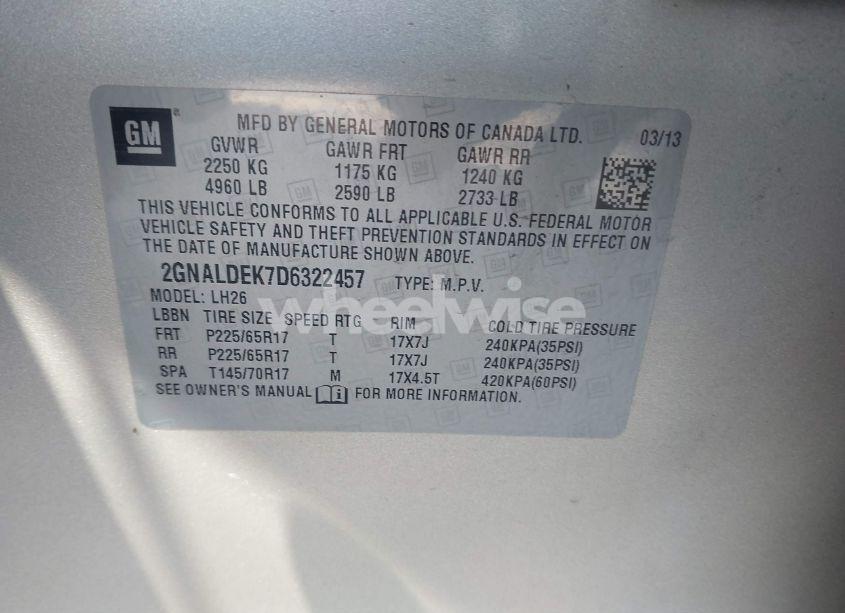 GM
MFD BY GENERAL MOTORS OF CANADA LTD. 03/13
GVWR GAWR FRT GAWR RR
2250 KG 1175 KG 1240 KG
4960 LB 2590 LB 2733 LB
THIS VEHICLE CONFORMS TO ALL APPLICABLE U.S. FEDERAL MOTOR
VEHICLE SAFETY AND THEFT PREVENTION STANDARDS IN EFFECT ON
THE DATE OF MANUFACTURE SHOWN ABOVE.
2GNALDEK7D6322457 TYPE: M.P.V.
MODEL: LH26
wheelwise
LBBN TIRE SIZE SPEED RTG RIM COLD TIRE PRESSURE
FRT P225/65R17 T 17X7J 240KPA(35PSI)
RR P225/65R17 T 17X7J 240KPA(35PSI)
SPA T145/70R17 M 17X4.5T 420KPA(60PSI)
SEE OWNER'S MANUAL FOR MORE INFORMATION.